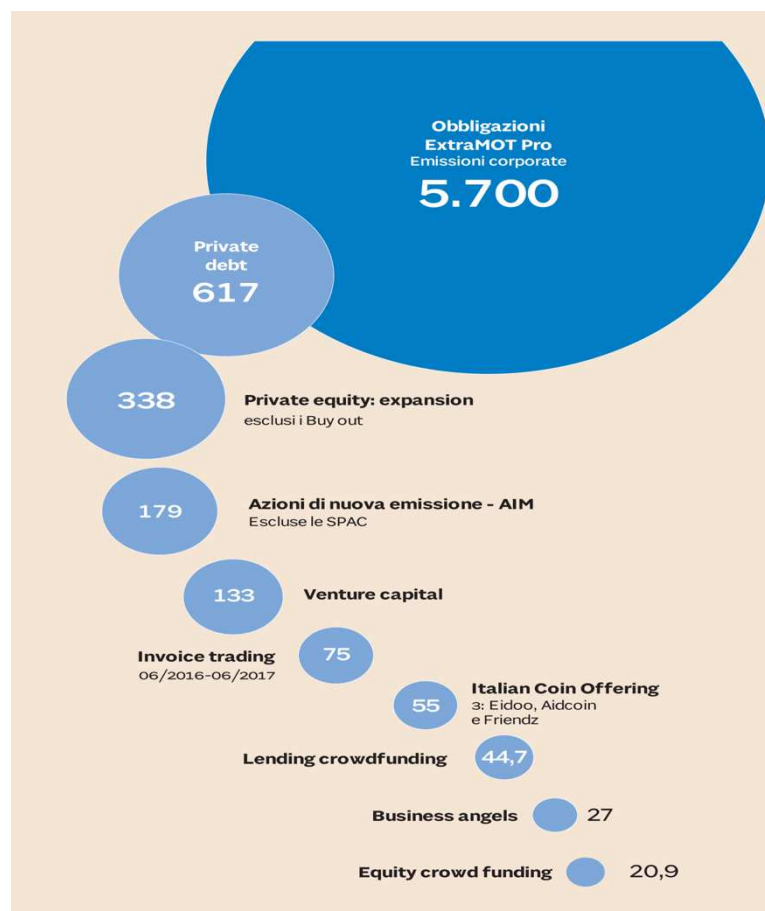 Obbligazioni
ExtraMOT Pro
Emissioni corporate
5.700
Private
debt
617
338
Private equity: expansion
esclusi i Buy out
179
Azioni di nuova emissione - AIM
Escluse le SPAC
133
Venture capital
Invoice trading
06/2016-06/2017
75
55
Italian Coin Offering
3: Eidoo, Aidcoin
e Friendz
Lending crowdfunding
44,7
Business angels
27
Equity crowd funding
20,9